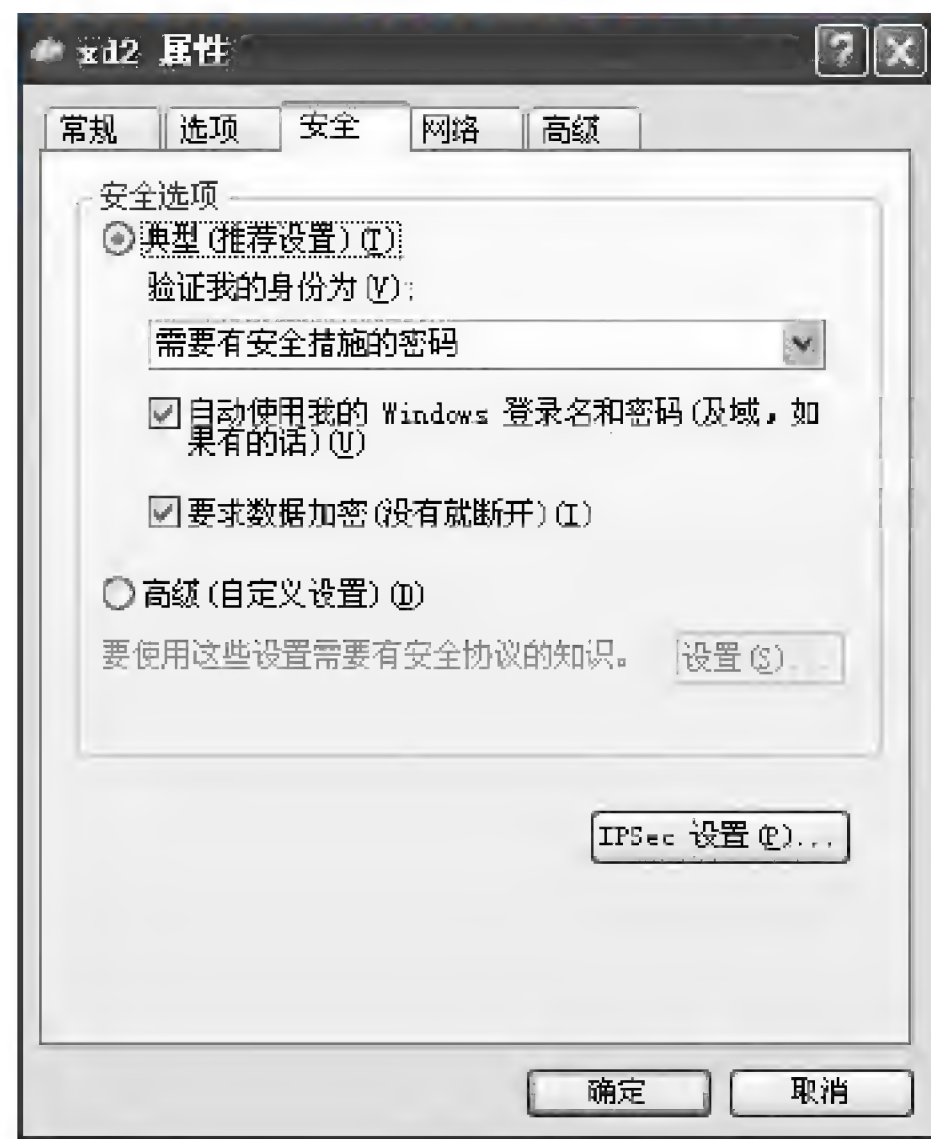 xd2 属性
常规 选项 安全 网络 高级
安全选项
典型(推荐设置)(T)
验证我的身份为(V):
需要有安全措施的密码
自动使用我的 Windows 登录名和密码(及域，如
果有的话)(U)
要求数据加密(没有就断开)(I)
高级(自定义设置)(D)
要使用这些设置需要有安全协议的知识。 设置(S)...
IPSec 设置(P)...
确定 取消